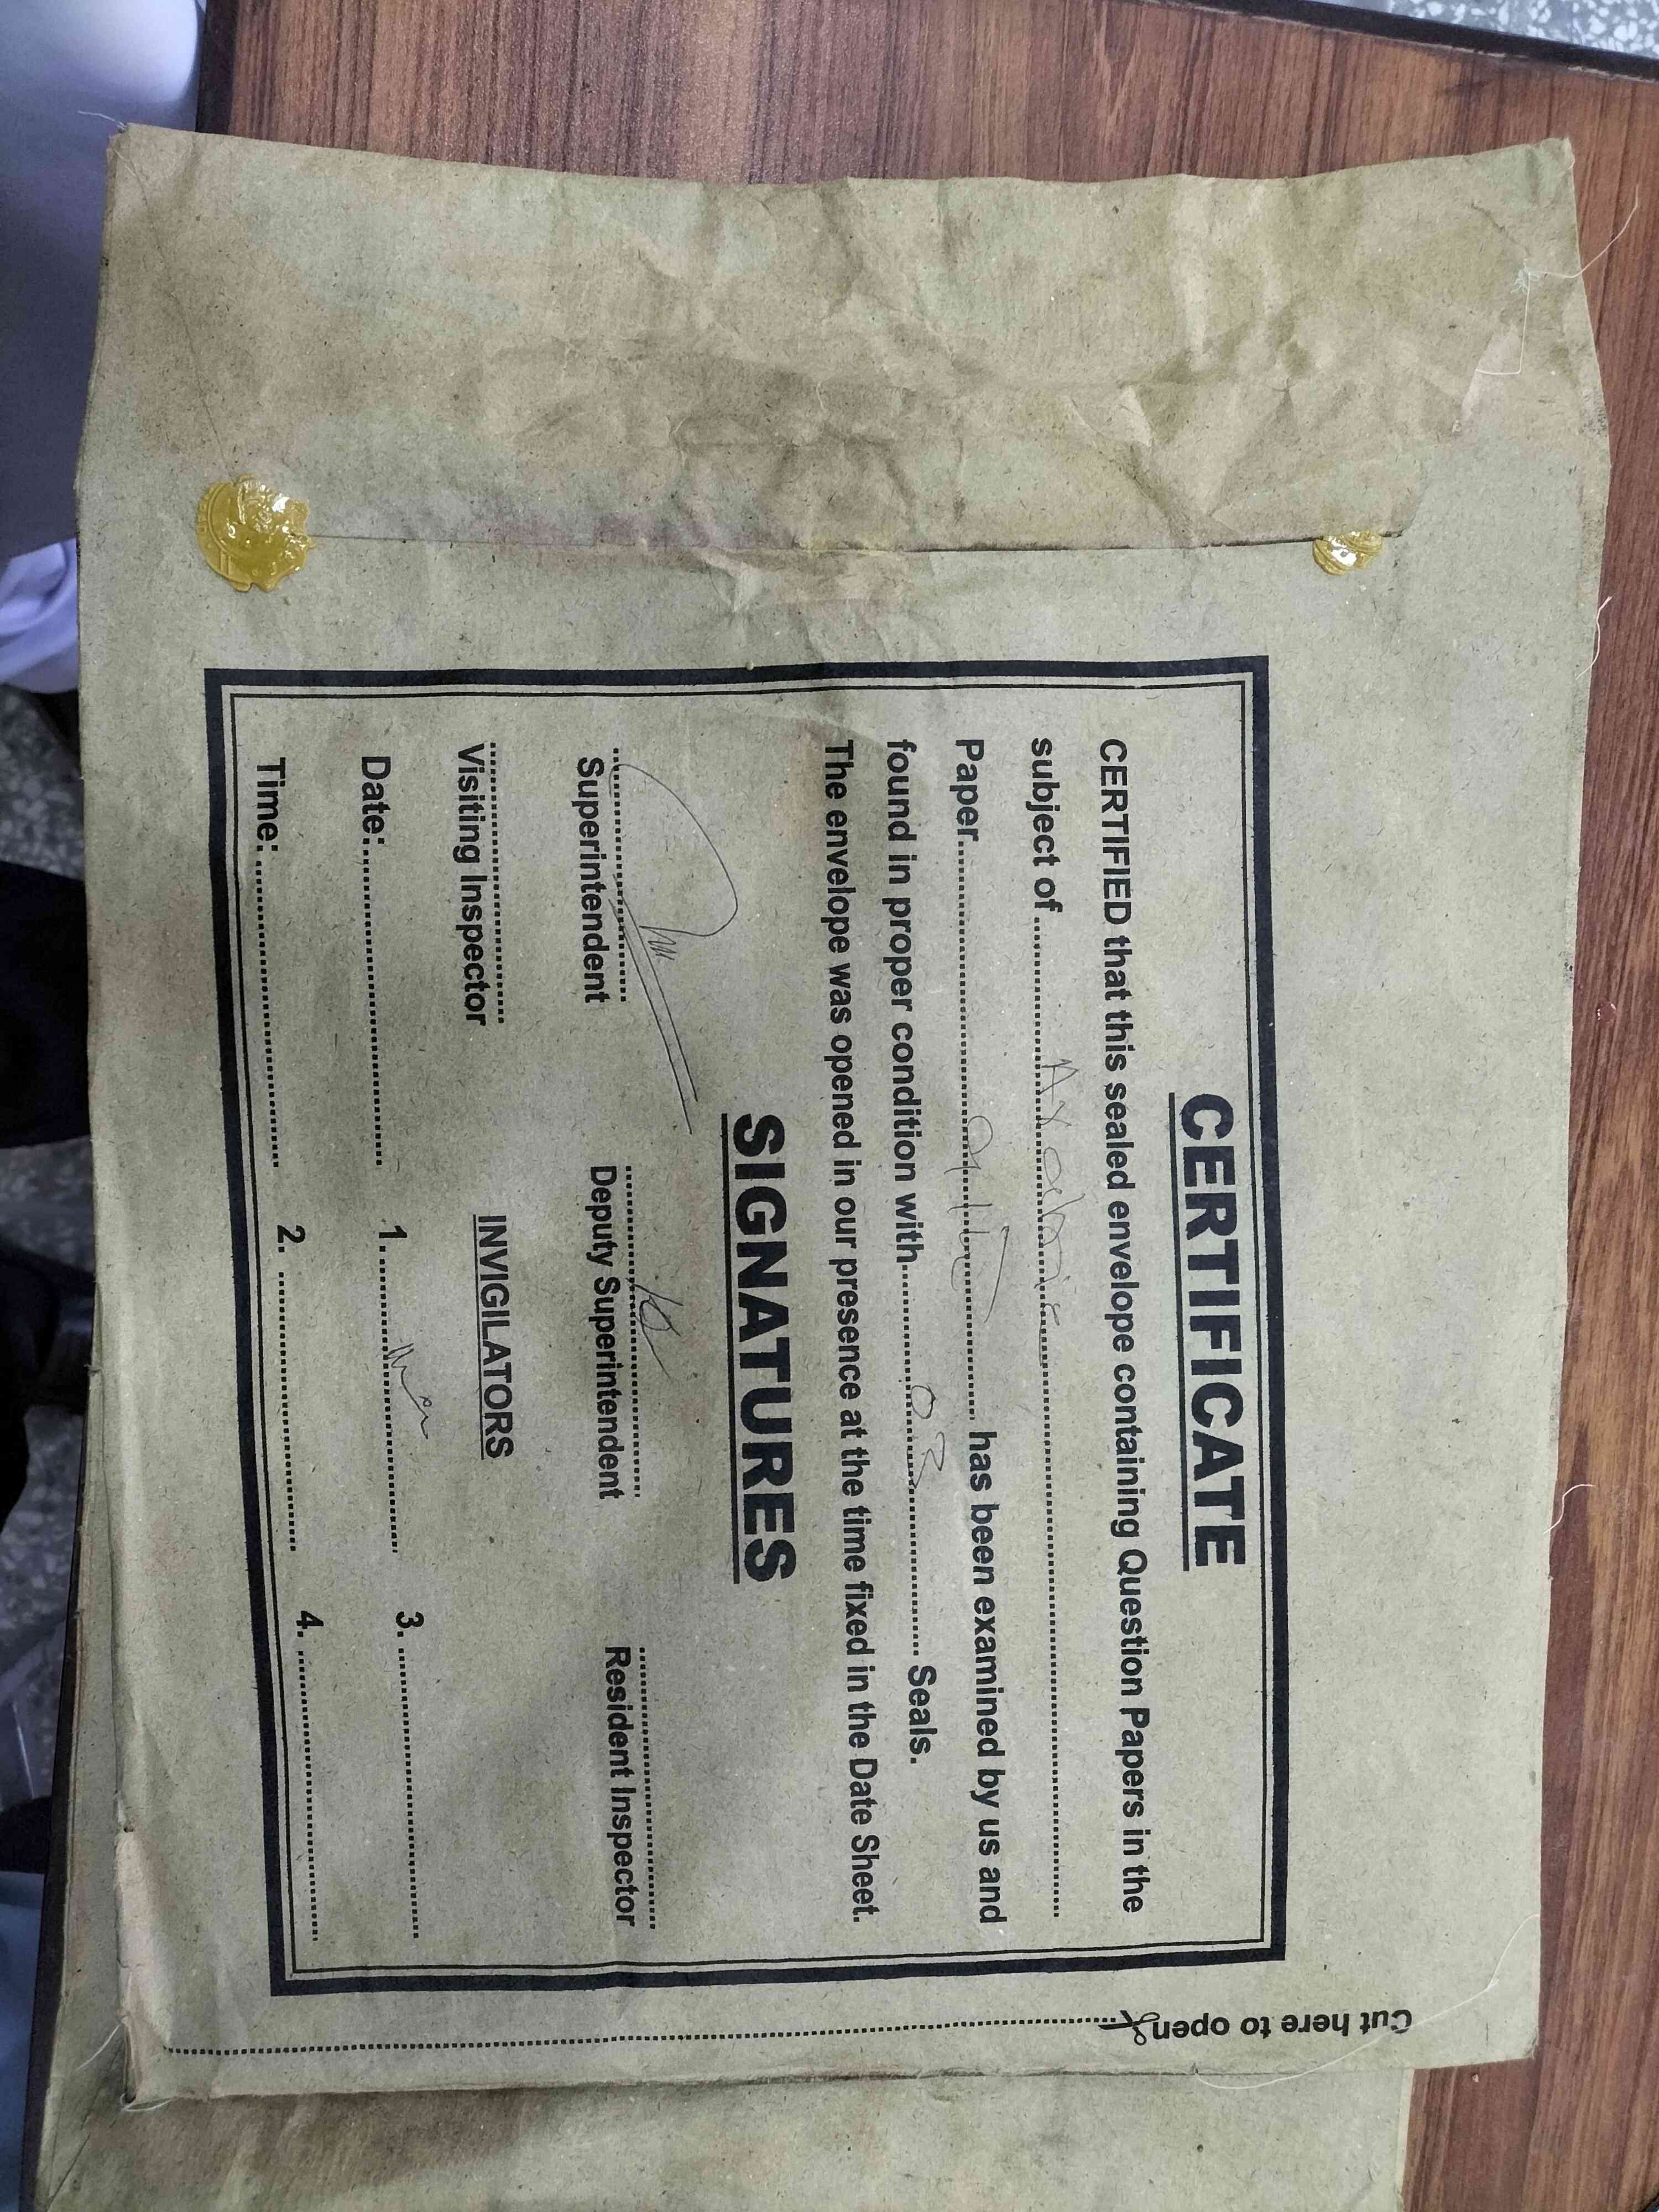 CERTIFICATE
CERTIFIED that this sealed envelope containing Question Papers in the
subject of ........................................
Paper........................ has been examined by us and
found in proper condition with............03............ Seals.
The envelope was opened in our presence at the time fixed in the Date Sheet.
SIGNATURES
Superintendent Deputy Superintendent Resident Inspector
Visiting Inspector INVIGILATORS
Date:........................ 1........................ 3. ........................
Time: ........................ 2. ........................ 4. ........................
Cut here to open